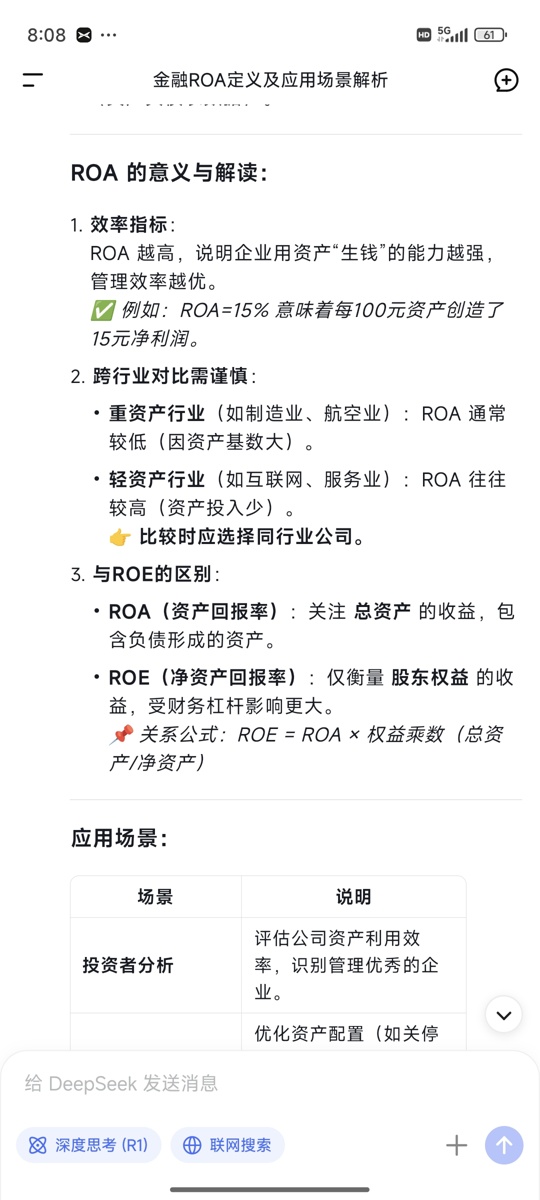 8:08 ··· HD 5G 61
金融ROA定义及应用场景解析
ROA 的意义与解读：
1. 效率指标：
ROA 越高，说明企业用资产“生钱”的能力越强，
管理效率越优。
✅ 例如：ROA=15% 意味着每100元资产创造了
15元净利润。
2. 跨行业对比需谨慎：
• 重资产行业（如制造业、航空业）：ROA 通常
较低（因资产基数大）。
• 轻资产行业（如互联网、服务业）：ROA 往往
较高（资产投入少）。
👉 比较时应选择同行业公司。
3. 与ROE的区别：
• ROA（资产回报率）：关注 总资产 的收益，包
含负债形成的资产。
• ROE（净资产回报率）：仅衡量 股东权益 的收
益，受财务杠杆影响更大。
📌 关系公式：ROE = ROA × 权益乘数（总资
产/净资产）
应用场景：
场景 说明
投资者分析
评估公司资产利用效
率，识别管理优秀的企
业。
优化资产配置（如关停
给 DeepSeek 发送消息
深度思考 (R1) 联网搜索